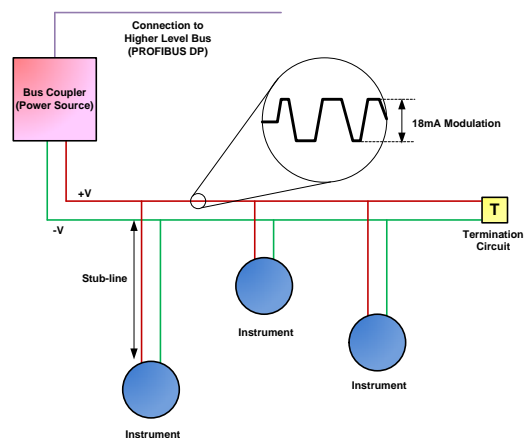 Connection to
Higher Level Bus
(PROFIBUS DP)
Bus Coupler
(Power Source)
18mA Modulation
+V
-V
T
Termination
Circuit
Stub-line
Instrument
Instrument
Instrument